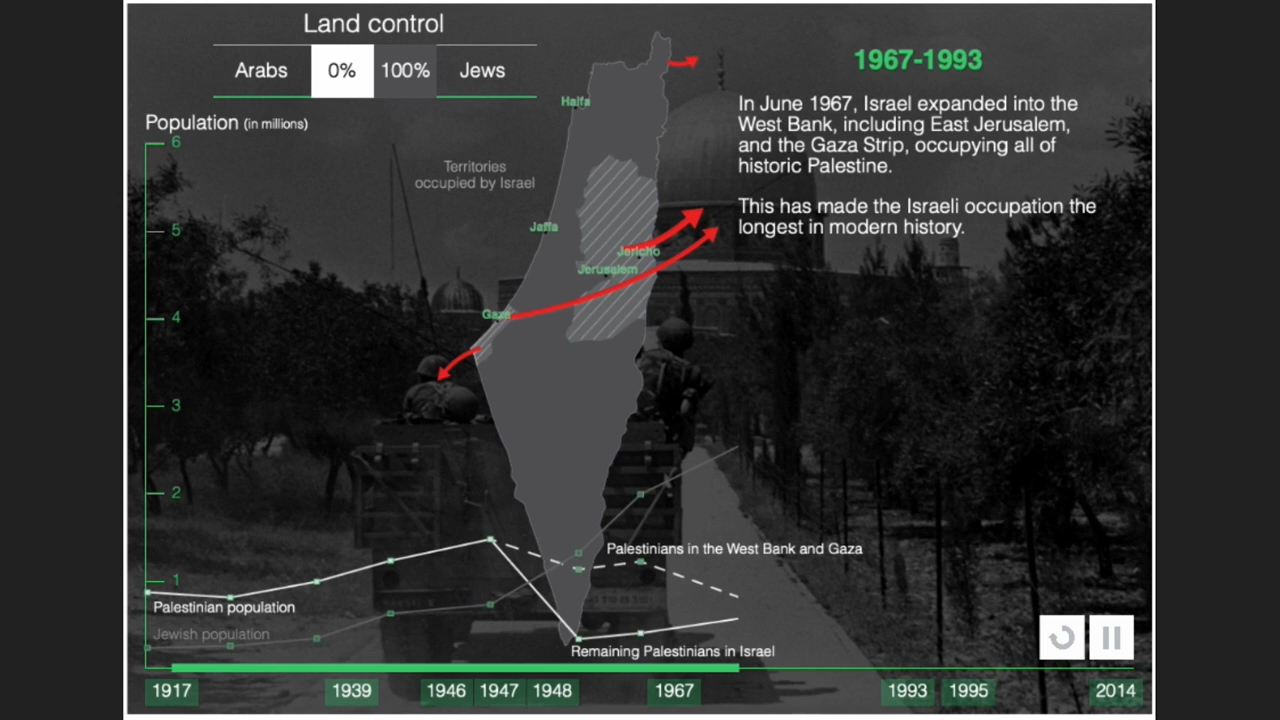 Land control
Arabs 0% 100% Jews
1967-1993
In June 1967, Israel expanded into the
West Bank, including East Jerusalem,
and the Gaza Strip, occupying all of
historic Palestine.
This has made the Israeli occupation the
longest in modern history.
Population (in millions)
6
5
4
3
2
1
Territories
occupied by Israel
Haifa
Jaffa
Jericho
Jerusalem
Gaza
Palestinians in the West Bank and Gaza
Palestinian population
Jewish population
Remaining Palestinians in Israel
1917 1939 1946 1947 1948 1967 1993 1995 2014